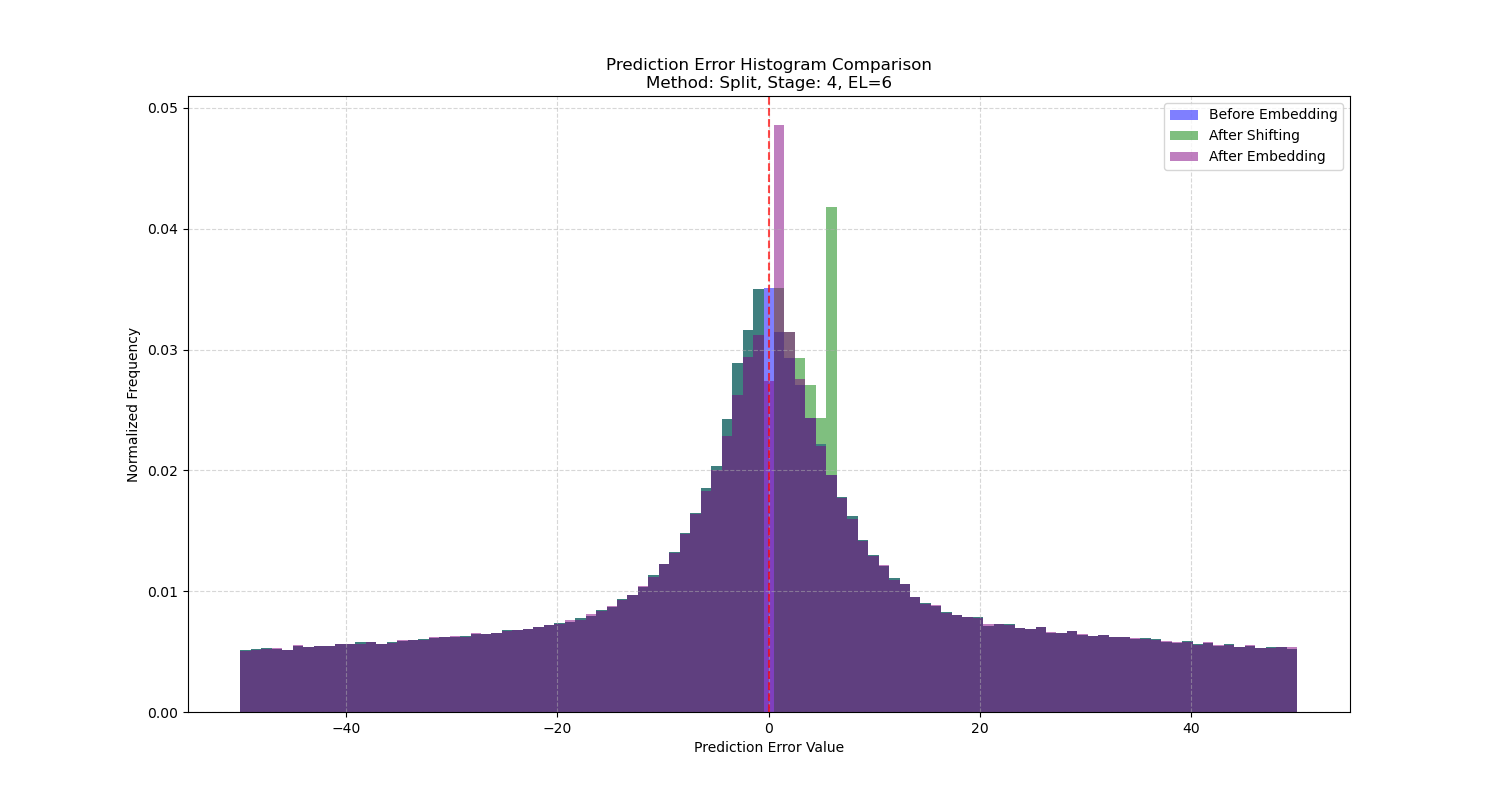 Prediction Error Histogram Comparison
Method: Split, Stage: 4, EL=6
Before Embedding
After Shifting
After Embedding
Normalized Frequency
0.05
0.04
0.03
0.02
0.01
0.00
−40
−20
0
20
40
Prediction Error Value